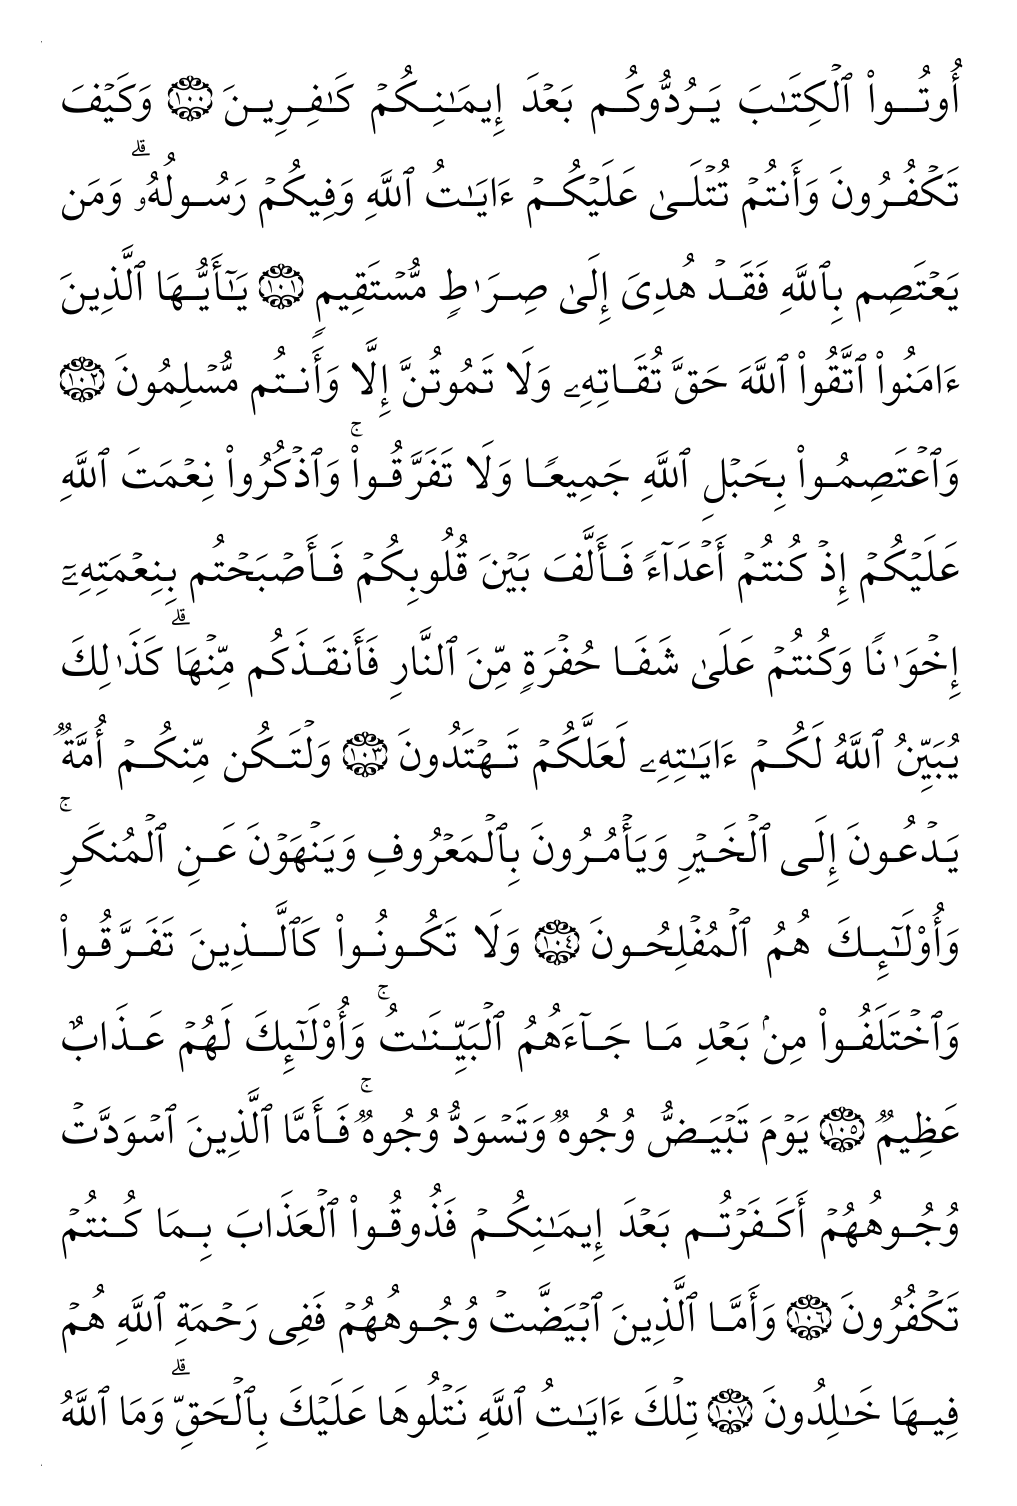 أُوتُواْ ٱلْكِتَٰبَ يَرُدُّوكُم بَعْدَ إِيمَٰنِكُمْ كَٰفِرِينَ ١٠٠ وَكَيْفَ
تَكْفُرُونَ وَأَنتُمْ تُتْلَىٰ عَلَيْكُمْ ءَايَٰتُ ٱللَّهِ وَفِيكُمْ رَسُولُهُۥۗ وَمَن
يَعْتَصِم بِٱللَّهِ فَقَدْ هُدِىَ إِلَىٰ صِرَٰطٍ مُّسْتَقِيمٍ ١٠١ يَٰٓأَيُّهَا ٱلَّذِينَ
ءَامَنُواْ ٱتَّقُواْ ٱللَّهَ حَقَّ تُقَاتِهِۦ وَلَا تَمُوتُنَّ إِلَّا وَأَنتُم مُّسْلِمُونَ ١٠٢
وَٱعْتَصِمُواْ بِحَبْلِ ٱللَّهِ جَمِيعًا وَلَا تَفَرَّقُواْۚ وَٱذْكُرُواْ نِعْمَتَ ٱللَّهِ
عَلَيْكُمْ إِذْ كُنتُمْ أَعْدَآءً فَأَلَّفَ بَيْنَ قُلُوبِكُمْ فَأَصْبَحْتُم بِنِعْمَتِهِۦٓ
إِخْوَٰنًا وَكُنتُمْ عَلَىٰ شَفَا حُفْرَةٍ مِّنَ ٱلنَّارِ فَأَنقَذَكُم مِّنْهَاۗ كَذَٰلِكَ
يُبَيِّنُ ٱللَّهُ لَكُمْ ءَايَٰتِهِۦ لَعَلَّكُمْ تَهْتَدُونَ ١٠٣ وَلْتَكُن مِّنكُمْ أُمَّةٌ
يَدْعُونَ إِلَى ٱلْخَيْرِ وَيَأْمُرُونَ بِٱلْمَعْرُوفِ وَيَنْهَوْنَ عَنِ ٱلْمُنكَرِۚ
وَأُوْلَٰٓئِكَ هُمُ ٱلْمُفْلِحُونَ ١٠٤ وَلَا تَكُونُواْ كَٱلَّذِينَ تَفَرَّقُواْ
وَٱخْتَلَفُواْ مِنۢ بَعْدِ مَا جَآءَهُمُ ٱلْبَيِّنَٰتُۚ وَأُوْلَٰٓئِكَ لَهُمْ عَذَابٌ
عَظِيمٌ ١٠٥ يَوْمَ تَبْيَضُّ وُجُوهٌ وَتَسْوَدُّ وُجُوهٌۚ فَأَمَّا ٱلَّذِينَ ٱسْوَدَّتْ
وُجُوهُهُمْ أَكَفَرْتُم بَعْدَ إِيمَٰنِكُمْ فَذُوقُواْ ٱلْعَذَابَ بِمَا كُنتُمْ
تَكْفُرُونَ ١٠٦ وَأَمَّا ٱلَّذِينَ ٱبْيَضَّتْ وُجُوهُهُمْ فَفِى رَحْمَةِ ٱللَّهِ هُمْ
فِيهَا خَٰلِدُونَ ١٠٧ تِلْكَ ءَايَٰتُ ٱللَّهِ نَتْلُوهَا عَلَيْكَ بِٱلْحَقِّۗ وَمَا ٱللَّهُ